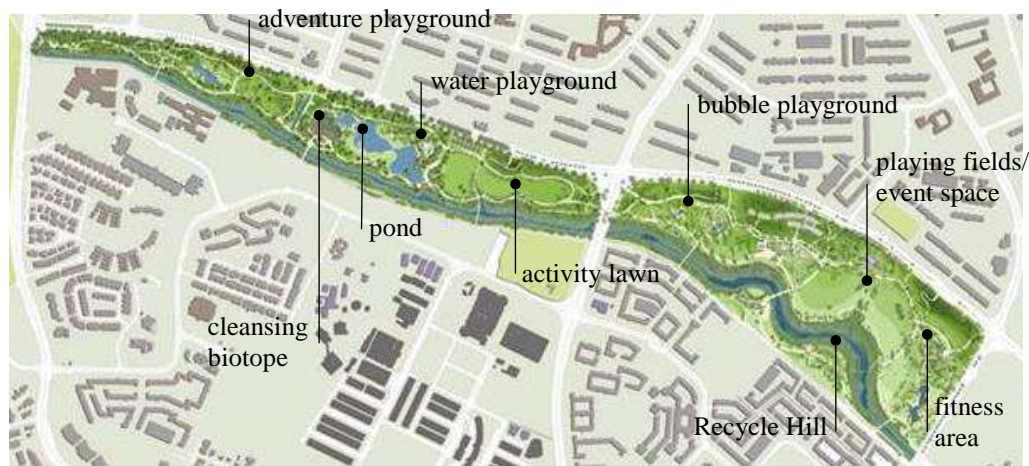 adventure playground
water playground
bubble playground
playing fields/
event space
pond
activity lawn
cleansing
biotope
Recycle Hill
fitness
area